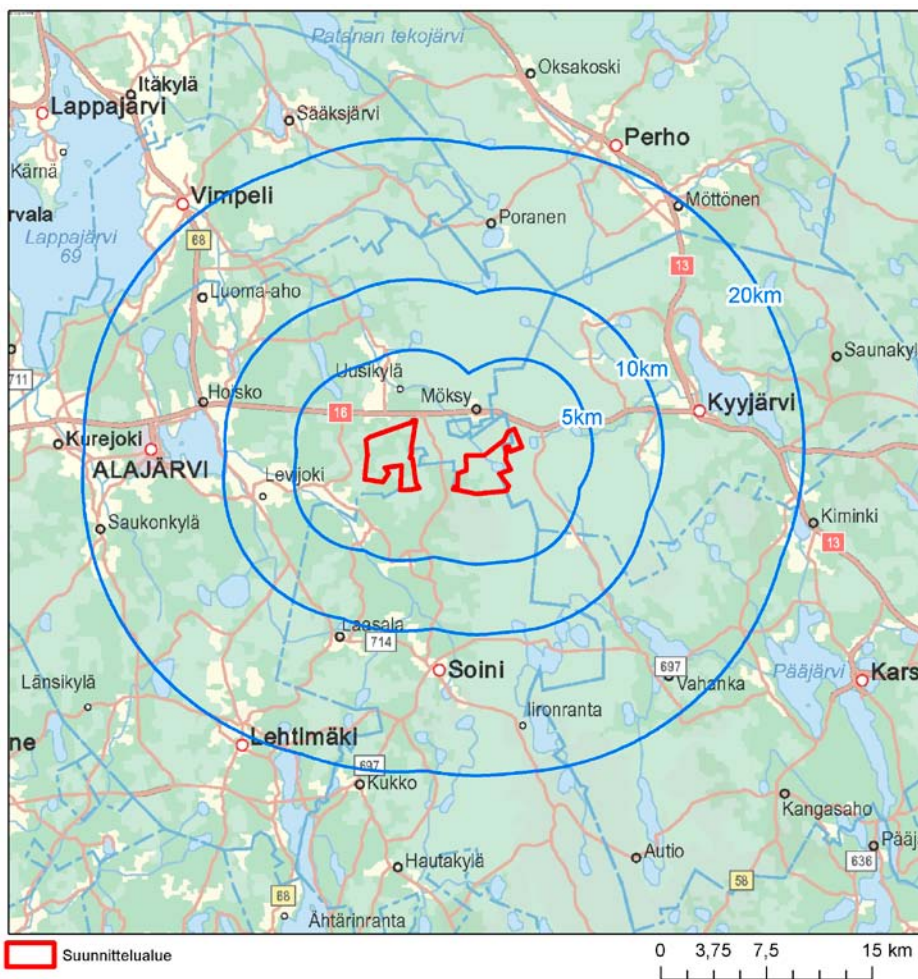 Patanan tekojärvi
Oksakoski
Itäkylä
Lappajärvi
Sääksjärvi
Perho
Kärnä
Vimpeli
Möttönen
rvala
Poranen
Lappajärvi
69
68
13
Luoma-aho
20km
10km
Saunakyl
711
Uusikylä
Hoisko
Möksy
5km
Kyyjärvi
16
Kurejoki
ALAJÄRVI
Levijoki
Saukonkylä
Kiminki
13
Laasala
714
Soini
697
Vahanka
Pääjärvi
Kars
Länsikylä
Iironranta
ne
Lehtimäki
697
Kukko
Kangasaho
Hautakylä
Autio
Pääj
636
58
68
Ähtärinranta
Suunnittelualue
0 3,75 7,5 15 km